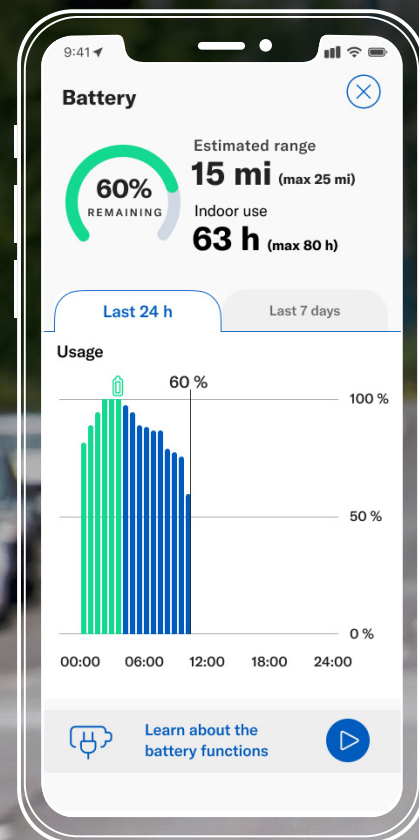 9:41
Battery
60%
REMAINING
Estimated range
15 mi (max 25 mi)
Indoor use
63 h (max 80 h)
Last 24 h
Last 7 days
Usage
60 %
100 %
50 %
0 %
00:00 06:00 12:00 18:00 24:00
Learn about the
battery functions